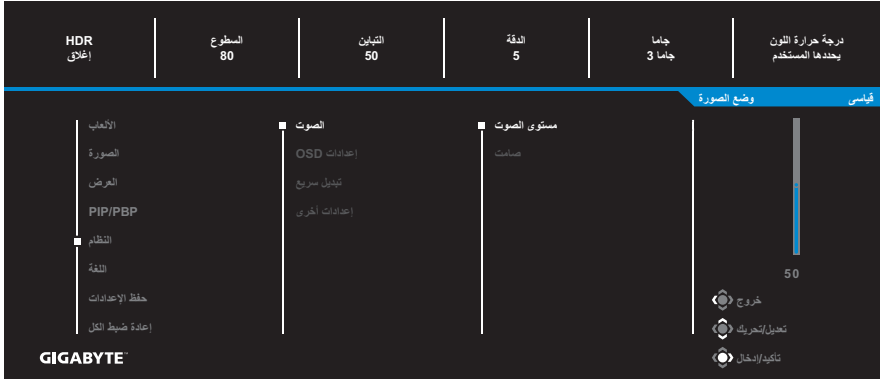 HDR
إغلاق
السطوع
80
التباين
50
الدقة
5
جاما
جاما 3
درجة حرارة اللون
يحددها المستخدم
وضع الصورة
قياسى
الألعاب
الصورة
العرض
PIP/PBP
النظام
اللغة
حفظ الإعدادات
إعادة ضبط الكل
الصوت
إعدادات OSD
تبديل سريع
إعدادات أخرى
مستوى الصوت
صامت
50
خروج
تعديل/تحريك
تأكيد/إدخال
GIGABYTE™